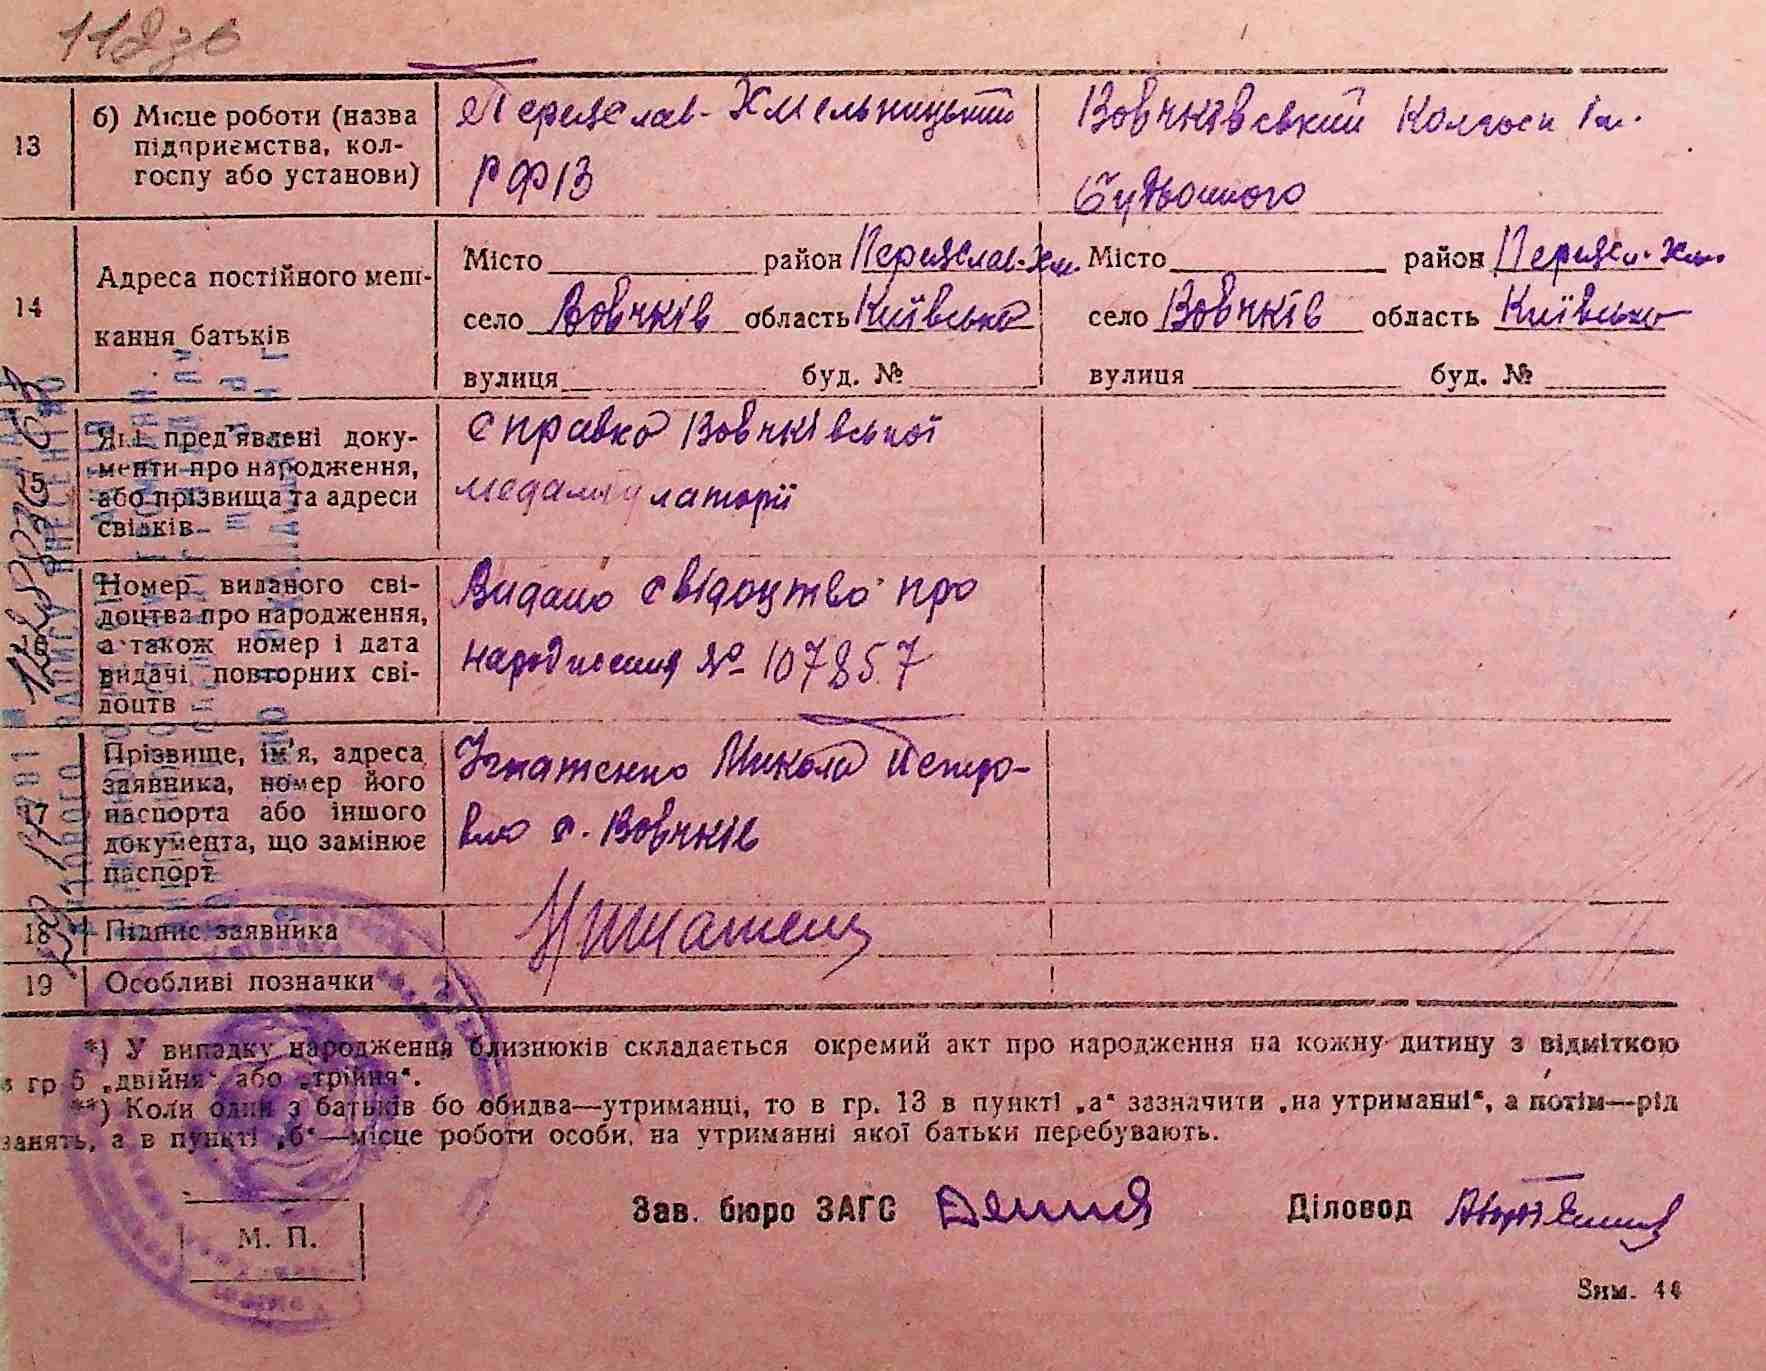 13
б) Місце роботи (назва
підприємства, кол-
госпу або установи)
Переяслав-Хмельницький
РФІЗ
Вовчківський Колгосп ім.
Будьонного
14
Адреса постійного меш-
кання батьків
Місто район Переяслав-Хм.
село Вовчків область Київська
вулиця буд. №
Місто район Переясл.-Хм.
село Вовчків область Київська
вулиця буд. №
15
Які пред'явлені доку-
менти про народження,
або прізвища та адреси
свідків
Справка Вовчківської
медамбулаторії
16
Номер виданого сві-
доцтва про народження,
а також номер і дата
видачі повторних сві-
доцтв
Видано свідоцтво про
народження № 107857
17
Прізвище, ім'я, адреса
заявника, номер його
паспорта або іншого
документа, що замінює
паспорт
Ігнатенко Микола Петро-
вич с. Вовчків
18
Підпис заявника
19
Особливі позначки
*) У випадку народження близнюків складається окремий акт про народження на кожну дитину з відміткою
в гр 5 „двійня“ або „трійня“.
**) Коли один з батьків бо обидва—утриманці, то в гр. 13 в пункті „а“ зазначити „на утриманні“, а потім—рід
занять, а в пункті „б“—місце роботи особи, на утриманні якої батьки перебувають.
Зав. бюро ЗАГС
Діловод
М. П.
Зим. 44